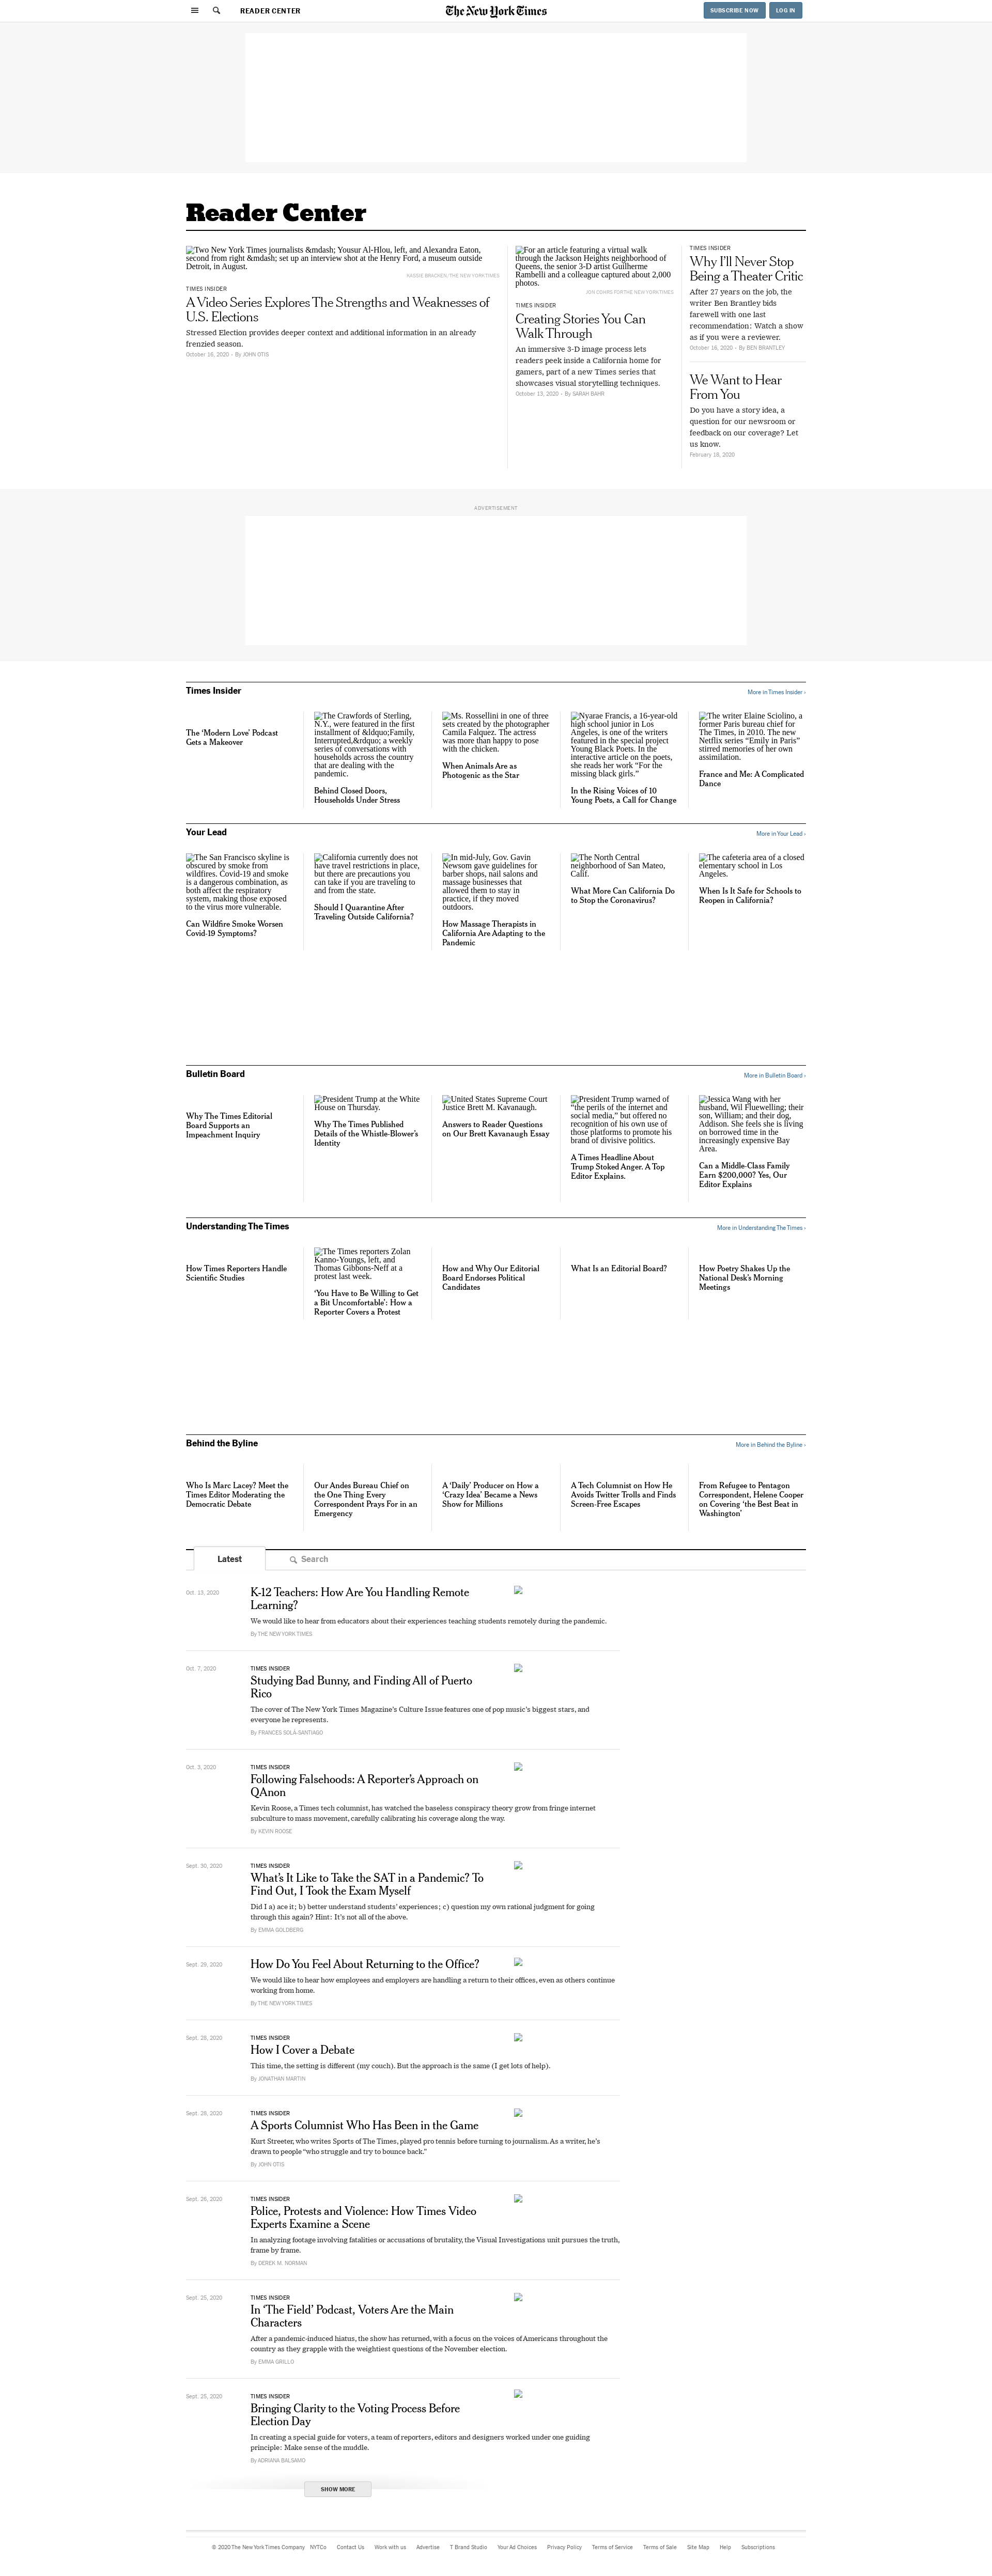 READER CENTER
The New York Times
SUBSCRIBE NOW
LOG IN
Reader Center
Two New York Times journalists &mdash; Yousur Al-Hlou, left, and Alexandra Eaton,
second from right &mdash; set up an interview shot at the Henry Ford, a museum outside
Detroit, in August.
KASSIE BRACKEN/THE NEW YORK TIMES
TIMES INSIDER
A Video Series Explores The Strengths and Weaknesses of
U.S. Elections
Stressed Election provides deeper context and additional information in an already
frenzied season.
October 16, 2020 - By JOHN OTIS
For an article featuring a virtual walk
through the Jackson Heights neighborhood of
Queens, the senior 3-D artist Guilherme
Rambelli and a colleague captured about 2,000
photos.
JON COHRS FOR THE NEW YORK TIMES
TIMES INSIDER
Creating Stories You Can
Walk Through
An immersive 3-D image process lets
readers peek inside a California home for
gamers, part of a new Times series that
showcases visual storytelling techniques.
October 13, 2020 - By SARAH BAHR
TIMES INSIDER
Why I'll Never Stop
Being a Theater Critic
After 27 years on the job, the
writer Ben Brantley bids
farewell with one last
recommendation: Watch a show
as if you were a reviewer.
October 16, 2020 - By BEN BRANTLEY
We Want to Hear
From You
Do you have a story idea, a
question for our newsroom or
feedback on our coverage? Let
us know.
February 18, 2020
ADVERTISEMENT
Times Insider
More in Times Insider ›
The ‘Modern Love’ Podcast
Gets a Makeover
The Crawfords of Sterling,
N.Y., were featured in the first
installment of &ldquo;Family,
Interrupted,&rdquo; a weekly
series of conversations with
households across the country
that are dealing with the
pandemic.
Behind Closed Doors,
Households Under Stress
Ms. Rossellini in one of three
sets created by the photographer
Camila Falquez. The actress
was more than happy to pose
with the chicken.
When Animals Are as
Photogenic as the Star
Nyarae Francis, a 16-year-old
high school junior in Los
Angeles, is one of the writers
featured in the special project
Young Black Poets. In the
interactive article on the poets,
she reads her work “For the
missing black girls.”
In the Rising Voices of 10
Young Poets, a Call for Change
The writer Elaine Sciolino, a
former Paris bureau chief for
The Times, in 2010. The new
Netflix series “Emily in Paris”
stirred memories of her own
assimilation.
France and Me: A Complicated
Dance
Your Lead
More in Your Lead ›
The San Francisco skyline is
obscured by smoke from
wildfires. Covid-19 and smoke
is a dangerous combination, as
both affect the respiratory
system, making those exposed
to the virus more vulnerable.
Can Wildfire Smoke Worsen
Covid-19 Symptoms?
California currently does not
have travel restrictions in place,
but there are precautions you
can take if you are traveling to
and from the state.
Should I Quarantine After
Traveling Outside California?
In mid-July, Gov. Gavin
Newsom gave guidelines for
barber shops, nail salons and
massage businesses that
allowed them to stay in
practice, if they moved
outdoors.
How Massage Therapists in
California Are Adapting to the
Pandemic
The North Central
neighborhood of San Mateo,
Calif.
What More Can California Do
to Stop the Coronavirus?
The cafeteria area of a closed
elementary school in Los
Angeles.
When Is It Safe for Schools to
Reopen in California?
Bulletin Board
More in Bulletin Board ›
Why The Times Editorial
Board Supports an
Impeachment Inquiry
President Trump at the White
House on Thursday.
Why The Times Published
Details of the Whistle-Blower’s
Identity
United States Supreme Court
Justice Brett M. Kavanaugh.
Answers to Reader Questions
on Our Brett Kavanaugh Essay
President Trump warned of
“the perils of the internet and
social media,” but offered no
recognition of his own use of
those platforms to promote his
brand of divisive politics.
A Times Headline About
Trump Stoked Anger. A Top
Editor Explains.
Jessica Wang with her
husband, Wil Fluewelling; their
son, William; and their dog,
Addison. She feels she is living
on borrowed time in the
increasingly expensive Bay
Area.
Can a Middle-Class Family
Earn $200,000? Yes, Our
Editor Explains
Understanding The Times
More in Understanding The Times ›
How Times Reporters Handle
Scientific Studies
The Times reporters Zolan
Kanno-Youngs, left, and
Thomas Gibbons-Neff at a
protest last week.
‘You Have to Be Willing to Get
a Bit Uncomfortable’: How a
Reporter Covers a Protest
How and Why Our Editorial
Board Endorses Political
Candidates
What Is an Editorial Board?
How Poetry Shakes Up the
National Desk’s Morning
Meetings
Behind the Byline
More in Behind the Byline ›
Who Is Marc Lacey? Meet the
Times Editor Moderating the
Democratic Debate
Our Andes Bureau Chief on
the One Thing Every
Correspondent Prays For in an
Emergency
A ‘Daily’ Producer on How a
‘Crazy Idea’ Became a News
Show for Millions
A Tech Columnist on How He
Avoids Twitter Trolls and Finds
Screen-Free Escapes
From Refugee to Pentagon
Correspondent, Helene Cooper
on Covering ‘the Best Beat in
Washington’
Latest
Search
Oct. 13, 2020
K-12 Teachers: How Are You Handling Remote
Learning?
We would like to hear from educators about their experiences teaching students remotely during the pandemic.
By THE NEW YORK TIMES
Oct. 7, 2020
TIMES INSIDER
Studying Bad Bunny, and Finding All of Puerto
Rico
The cover of The New York Times Magazine’s Culture Issue features one of pop music’s biggest stars, and
everyone he represents.
By FRANCES SOLÁ-SANTIAGO
Oct. 3, 2020
TIMES INSIDER
Following Falsehoods: A Reporter’s Approach on
QAnon
Kevin Roose, a Times tech columnist, has watched the baseless conspiracy theory grow from fringe internet
subculture to mass movement, carefully calibrating his coverage along the way.
By KEVIN ROOSE
Sept. 30, 2020
TIMES INSIDER
What’s It Like to Take the SAT in a Pandemic? To
Find Out, I Took the Exam Myself
Did I a) ace it; b) better understand students’ experiences; c) question my own rational judgment for going
through this again? Hint: It’s not all of the above.
By EMMA GOLDBERG
Sept. 29, 2020
How Do You Feel About Returning to the Office?
We would like to hear how employees and employers are handling a return to their offices, even as others continue
working from home.
By THE NEW YORK TIMES
Sept. 28, 2020
TIMES INSIDER
How I Cover a Debate
This time, the setting is different (my couch). But the approach is the same (I get lots of help).
By JONATHAN MARTIN
Sept. 28, 2020
TIMES INSIDER
A Sports Columnist Who Has Been in the Game
Kurt Streeter, who writes Sports of The Times, played pro tennis before turning to journalism. As a writer, he’s
drawn to people “who struggle and try to bounce back.”
By JOHN OTIS
Sept. 26, 2020
TIMES INSIDER
Police, Protests and Violence: How Times Video
Experts Examine a Scene
In analyzing footage involving fatalities or accusations of brutality, the Visual Investigations unit pursues the truth,
frame by frame.
By DEREK M. NORMAN
Sept. 25, 2020
TIMES INSIDER
In ‘The Field’ Podcast, Voters Are the Main
Characters
After a pandemic-induced hiatus, the show has returned, with a focus on the voices of Americans throughout the
country as they grapple with the weightiest questions of the November election.
By EMMA GRILLO
Sept. 25, 2020
TIMES INSIDER
Bringing Clarity to the Voting Process Before
Election Day
In creating a special guide for voters, a team of reporters, editors and designers worked under one guiding
principle: Make sense of the muddle.
By ADRIANA BALSAMO
SHOW MORE
© 2020 The New York Times Company NYTCo Contact Us Work with us Advertise T Brand Studio Your Ad Choices Privacy Policy Terms of Service Terms of Sale Site Map Help Subscriptions